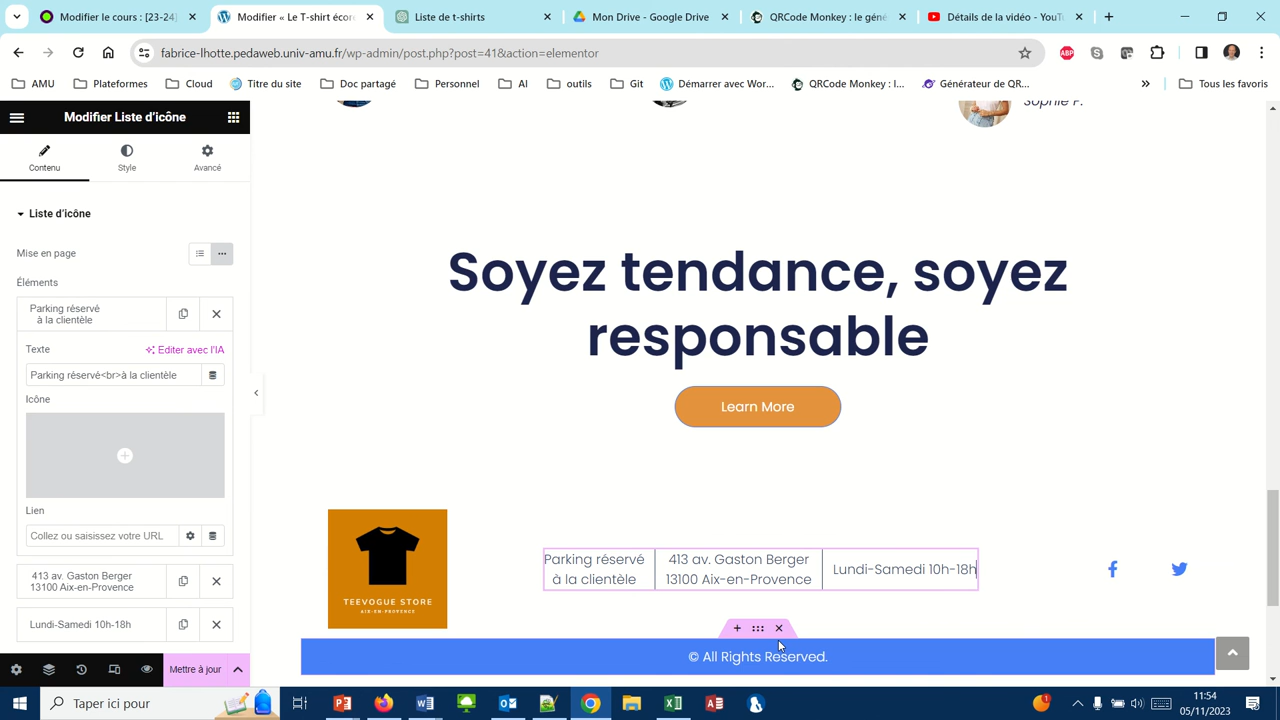 Modifier le cours : [23-24]
Modifier « Le T-shirt écor
Liste de t-shirts
Mon Drive - Google Drive
QRCode Monkey : le géné
Détails de la vidéo - YouT
fabrice-lhotte.pedaweb.univ-amu.fr/wp-admin/post.php?post=41&action=elementor
AMU
Plateformes
Cloud
Titre du site
Doc partagé
Personnel
AI
outils
Git
Démarrer avec Wor...
QRCode Monkey : l...
Générateur de QR...
Tous les favoris
Modifier Liste d'icône
Contenu
Style
Avancé
Liste d'icône
Mise en page
Éléments
Parking réservé
à la clientèle
Texte
Editer avec l'IA
Parking réservé<br>à la clientèle
Icône
Lien
Collez ou saisissez votre URL
413 av. Gaston Berger
13100 Aix-en-Provence
Lundi-Samedi 10h-18h
Mettre à jour
Sophie P.
Soyez tendance, soyez
responsable
Learn More
TEEVOGUE STORE
AIX-EN-PROVENCE
Parking réservé
à la clientèle
413 av. Gaston Berger
13100 Aix-en-Provence
Lundi-Samedi 10h-18h
© All Rights Reserved.
Taper ici pour
11:54
05/11/2023